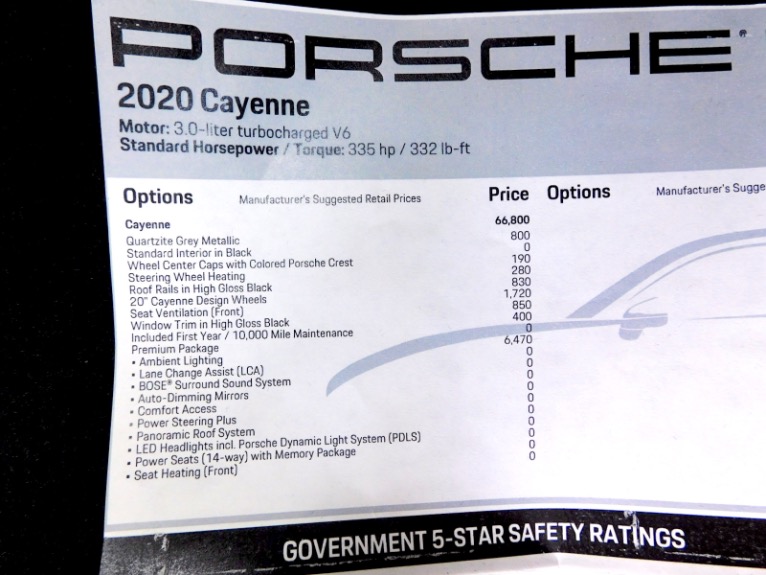 PORSCHE®
2020 Cayenne
Motor: 3.0-liter turbocharged V6
Standard Horsepower / Torque: 335 hp / 332 lb-ft
Options Manufacturer's Suggested Retail Prices Price Options Manufacturer's Sugge
Cayenne 66,800
Quartzite Grey Metallic 800
Standard Interior in Black 0
Wheel Center Caps with Colored Porsche Crest 190
Steering Wheel Heating 280
Roof Rails in High Gloss Black 830
20" Cayenne Design Wheels 1,720
Seat Ventilation (Front) 850
Window Trim in High Gloss Black 400
Included First Year / 10,000 Mile Maintenance 0
Premium Package 6,470
• Ambient Lighting 0
• Lane Change Assist (LCA) 0
• BOSE® Surround Sound System 0
• Auto-Dimming Mirrors 0
• Comfort Access 0
• Power Steering Plus 0
• Panoramic Roof System 0
• LED Headlights incl. Porsche Dynamic Light System (PDLS) 0
• Power Seats (14-way) with Memory Package 0
• Seat Heating (Front) 0
GOVERNMENT 5-STAR SAFETY RATINGS